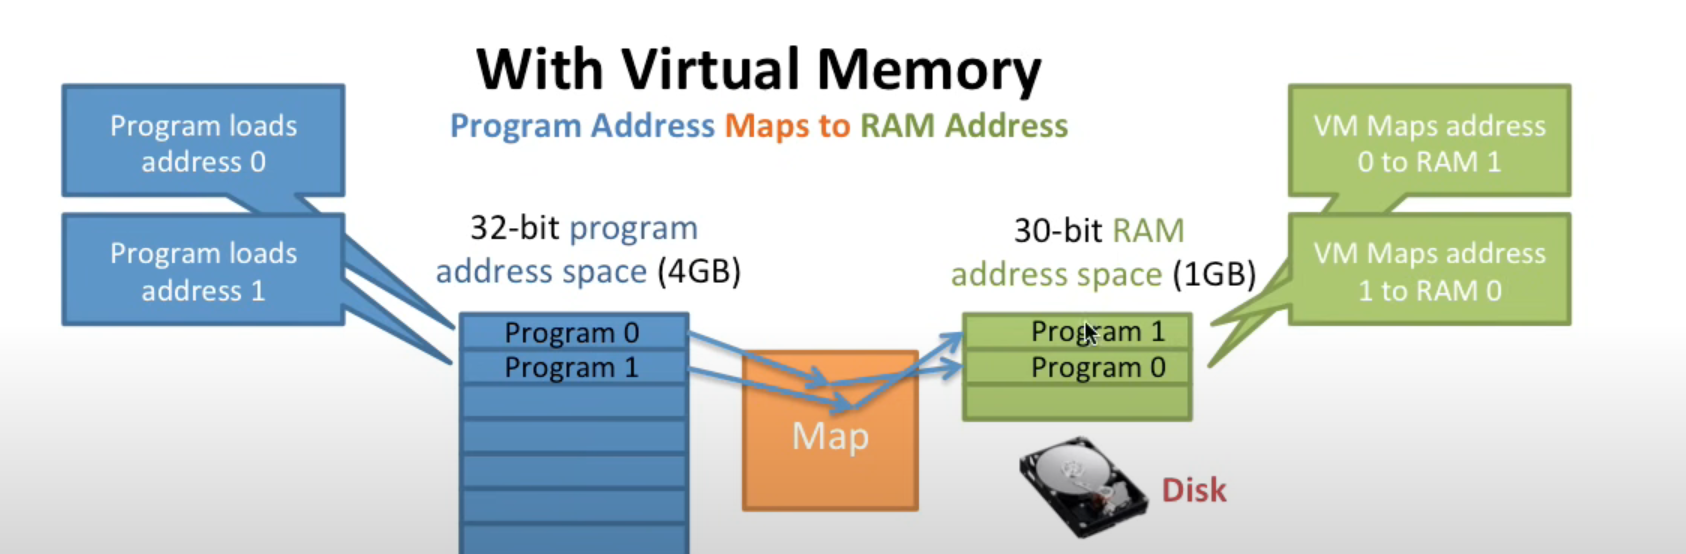 With Virtual Memory
Program Address Maps to RAM Address
Program loads
address 0
Program loads
address 1
32-bit program
address space (4GB)
Program 0
Program 1
Map
30-bit RAM
address space (1GB)
Program 1
Program 0
Disk
VM Maps address
0 to RAM 1
VM Maps address
1 to RAM 0